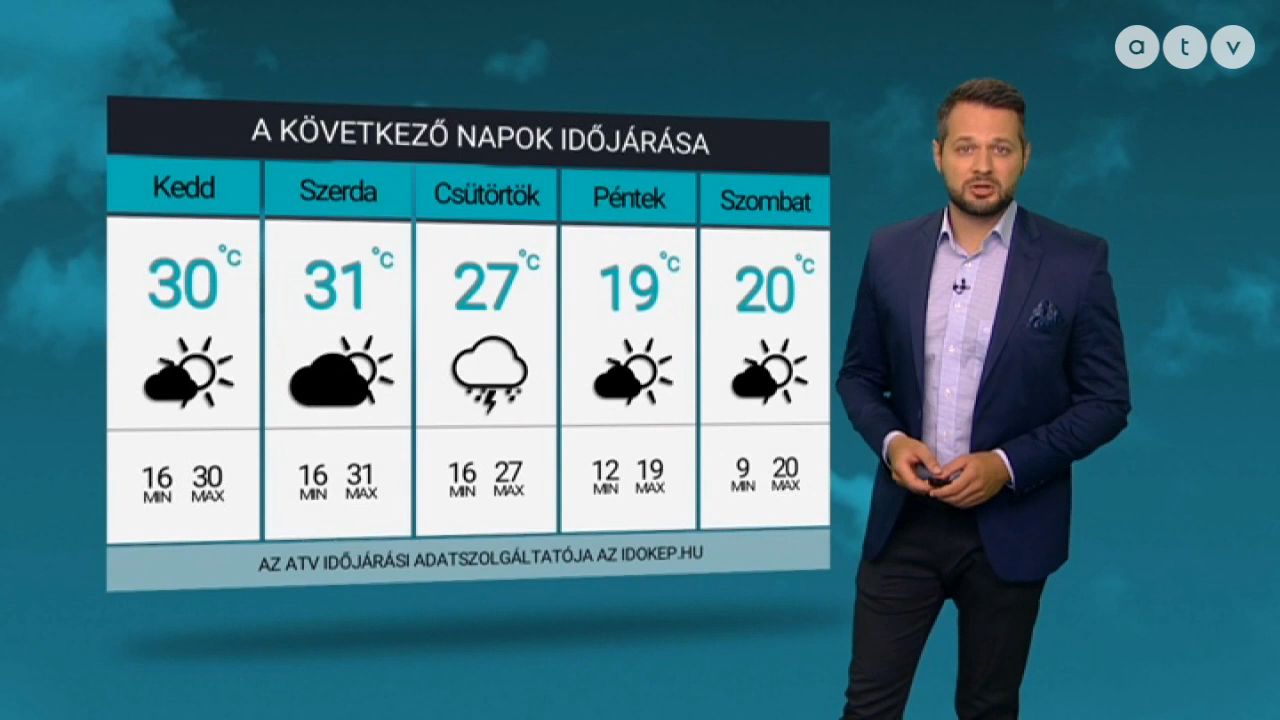 a t v
A KÖVETKEZŐ NAPOK IDŐJÁRÁSA
Kedd Szerda Csütörtök Péntek Szombat
30°C 31°C 27°C 19°C 20°C
16 30 16 31 16 27 12 19 9 20
MIN MAX MIN MAX MIN MAX MIN MAX MIN MAX
AZ ATV IDŐJÁRÁSI ADATSZOLGÁLTATÓJA AZ IDOKEP.HU